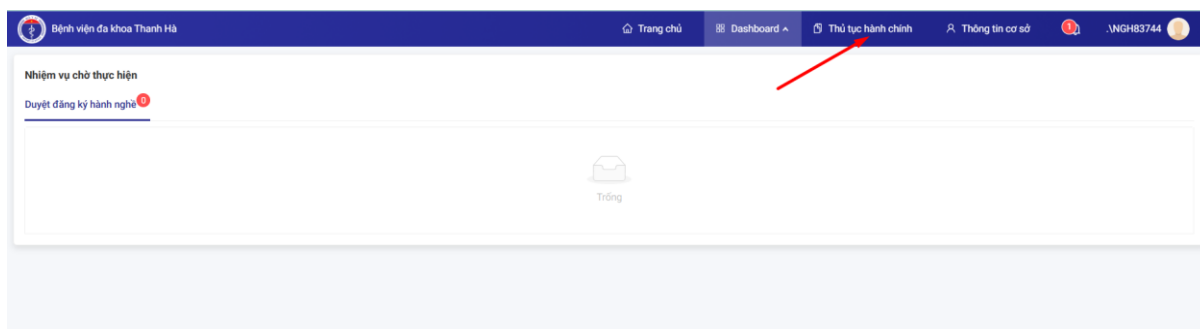 Bệnh viện đa khoa Thanh Hà
Trang chủ
Dashboard
Thủ tục hành chính
Thông tin cơ sở
1
.\NGH83744
Nhiệm vụ chờ thực hiện
Duyệt đăng ký hành nghề 0
Trống